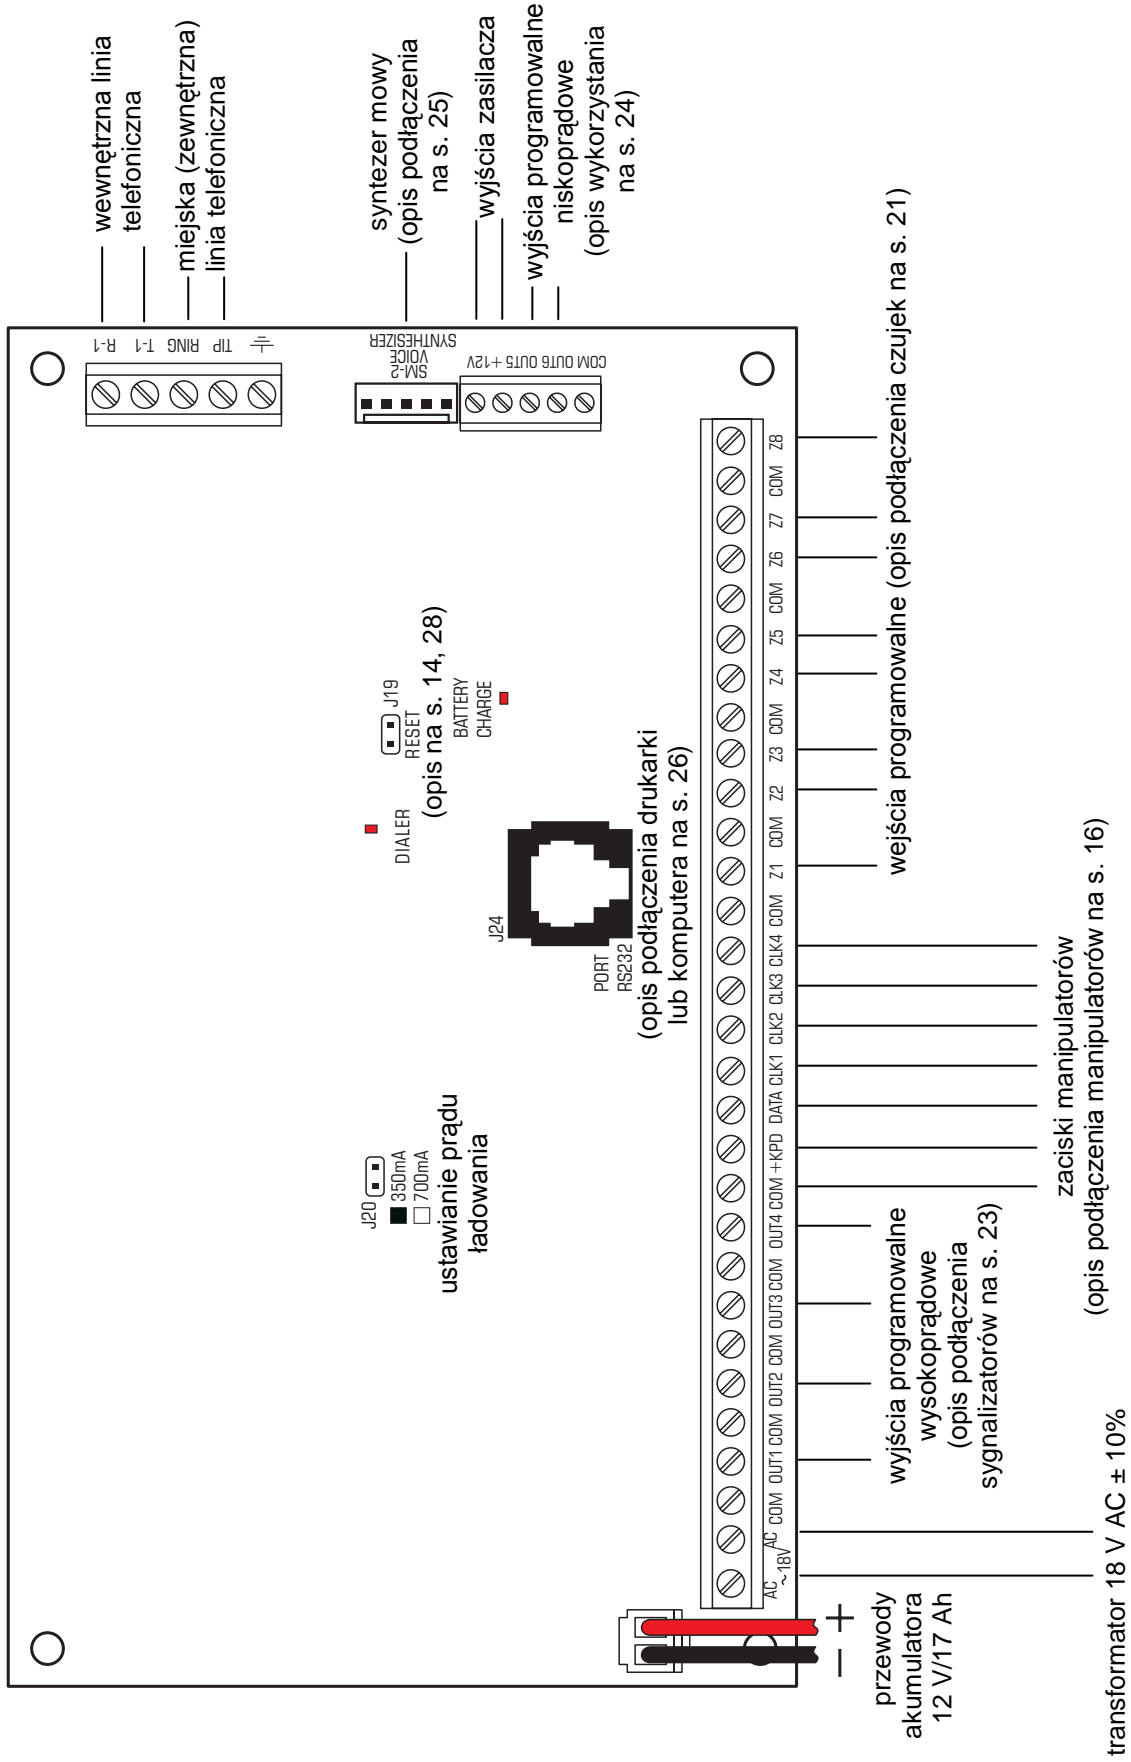 wewnętrzna linia
telefoniczna
miejska (zewnętrzna)
linia telefoniczna
syntezer mowy
(opis podłączenia
na s. 25)
wyjścia zasilacza
wyjścia programowalne
niskoprądowe
(opis wykorzystania
na s. 24)
R-1
T-1
RING
TIP
SM-2
VOICE
SYNTHESIZER
COM OUT6 OUT5 +12V
J19
RESET
(opis na s. 14, 28)
BATTERY
CHARGE
DIALER
J24
PORT
RS232
(opis podłączenia drukarki
lub komputera na s. 26)
J20
350mA
700mA
ustawianie prądu
ładowania
AC AC COM OUT1 COM OUT2 COM OUT3 COM OUT4 COM +KPD DATA CLK1 CLK2 CLK3 CLK4 COM Z1 COM Z2 Z3 COM Z4 Z5 COM Z6 Z7 COM Z8
~18V
wejścia programowalne (opis podłączenia czujek na s. 21)
zaciski manipulatorów
(opis podłączenia manipulatorów na s. 16)
wyjścia programowalne
wysokoprądowe
(opis podłączenia
sygnalizatorów na s. 23)
+
–
przewody
akumulatora
12 V/17 Ah
transformator 18 V AC ± 10%